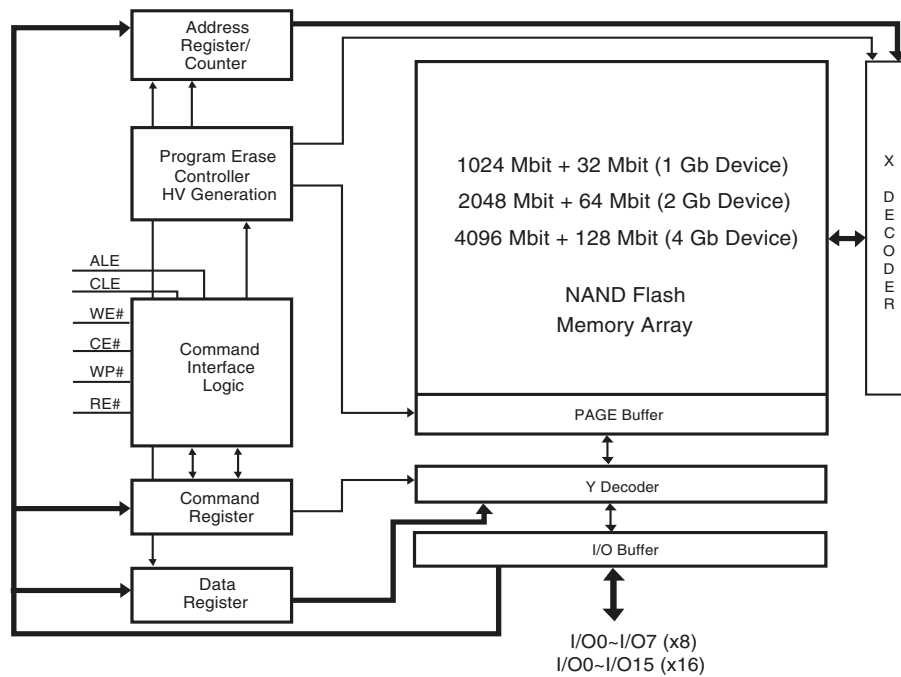 Address
Register/
Counter
Program Erase
Controller
HV Generation
1024 Mbit + 32 Mbit (1 Gb Device)
2048 Mbit + 64 Mbit (2 Gb Device)
4096 Mbit + 128 Mbit (4 Gb Device)
NAND Flash
Memory Array
X
D
E
C
O
D
E
R
ALE
CLE
WE#
CE#
WP#
RE#
Command
Interface
Logic
PAGE Buffer
Command
Register
Y Decoder
I/O Buffer
Data
Register
I/O0~I/O7 (x8)
I/O0~I/O15 (x16)